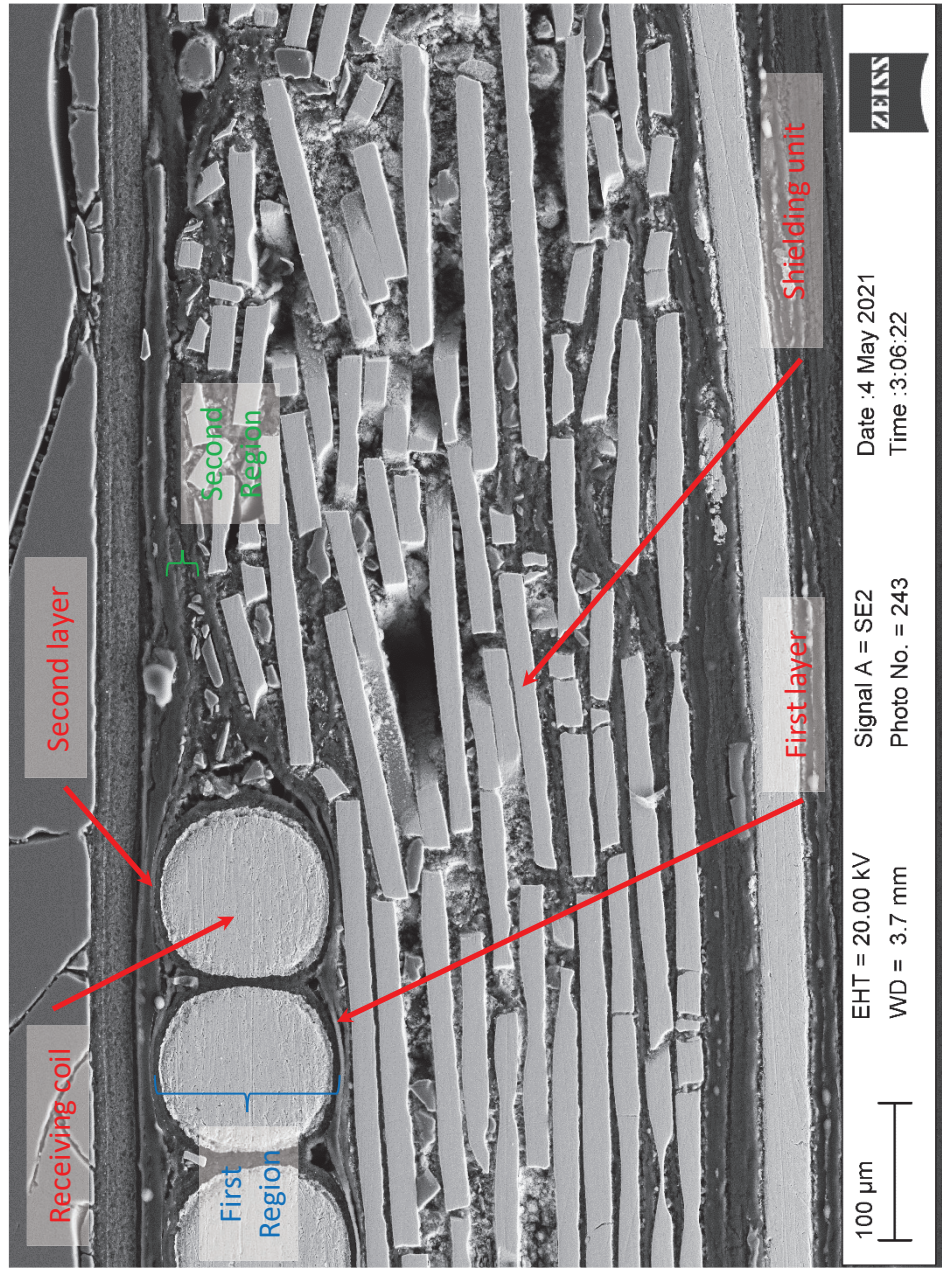 Receiving coil
Second layer
First
Region
Second
Region
First layer
Shielding unit
100 µm
EHT = 20.00 kV
WD = 3.7 mm
Signal A = SE2
Photo No. = 243
Date :4 May 2021
Time :3:06:22
ZEISS